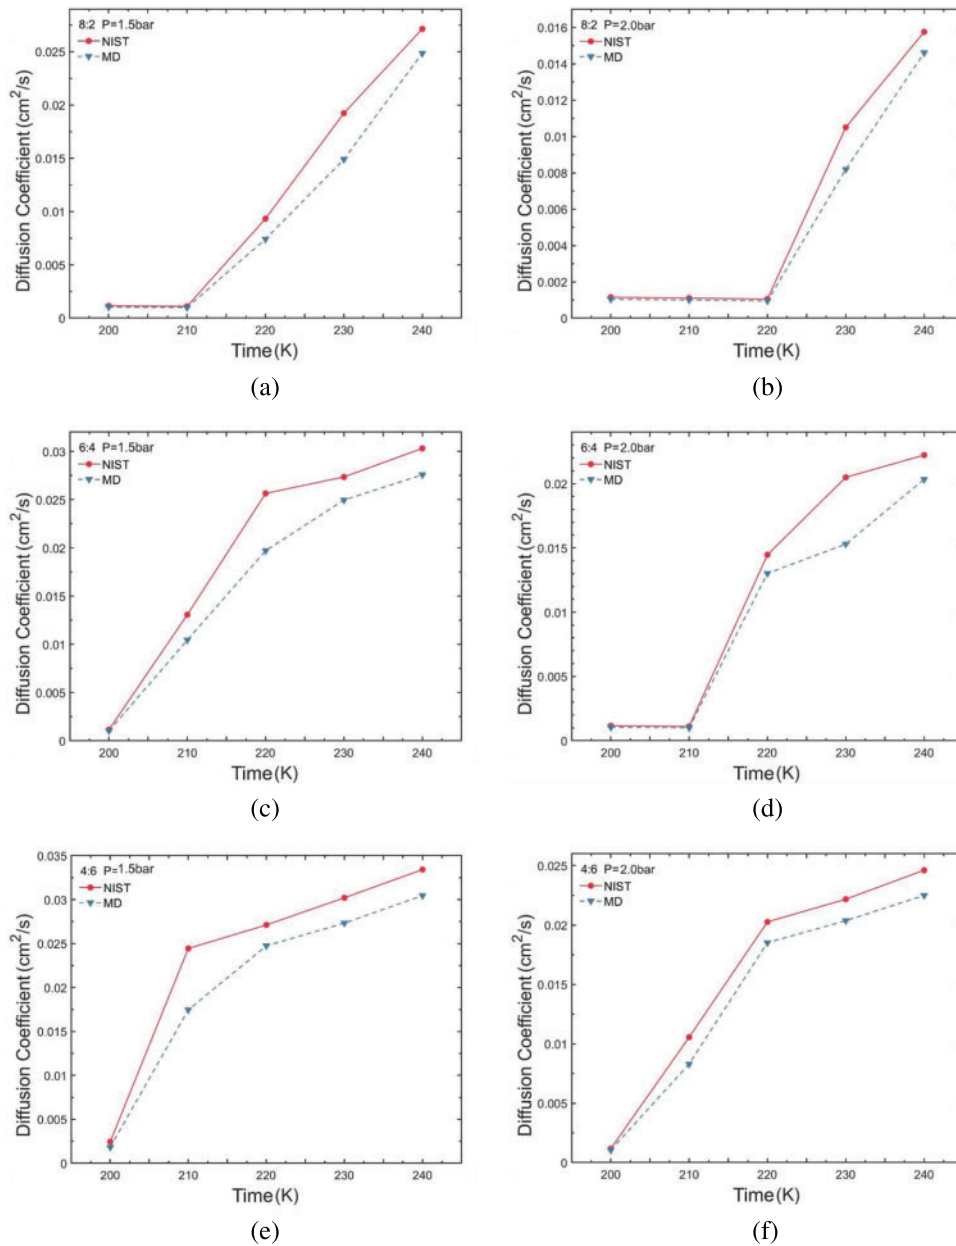 8:2 P=1.5bar
NIST
MD
0.025
0.02
0.015
0.01
0.005
0
Diffusion Coefficient (cm²/s)
200 210 220 230 240
Time (K)
(a)
8:2 P=2.0bar
NIST
MD
0.016
0.014
0.012
0.01
0.008
0.006
0.004
0.002
0
Diffusion Coefficient (cm²/s)
200 210 220 230 240
Time (K)
(b)
6:4 P=1.5bar
NIST
MD
0.03
0.025
0.02
0.015
0.01
0.005
0
Diffusion Coefficient (cm²/s)
200 210 220 230 240
Time (K)
(c)
6:4 P=2.0bar
NIST
MD
0.02
0.015
0.01
0.005
0
Diffusion Coefficient (cm²/s)
200 210 220 230 240
Time (K)
(d)
4:6 P=1.5bar
NIST
MD
0.035
0.03
0.025
0.02
0.015
0.01
0.005
0
Diffusion Coefficient (cm²/s)
200 210 220 230 240
Time (K)
(e)
4:6 P=2.0bar
NIST
MD
0.025
0.02
0.015
0.01
0.005
0
Diffusion Coefficient (cm²/s)
200 210 220 230 240
Time (K)
(f)